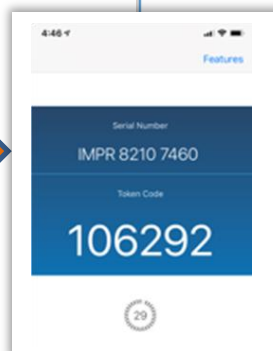 4:46
Features
Serial Number
IMPR 8210 7460
Token Code
106292
29